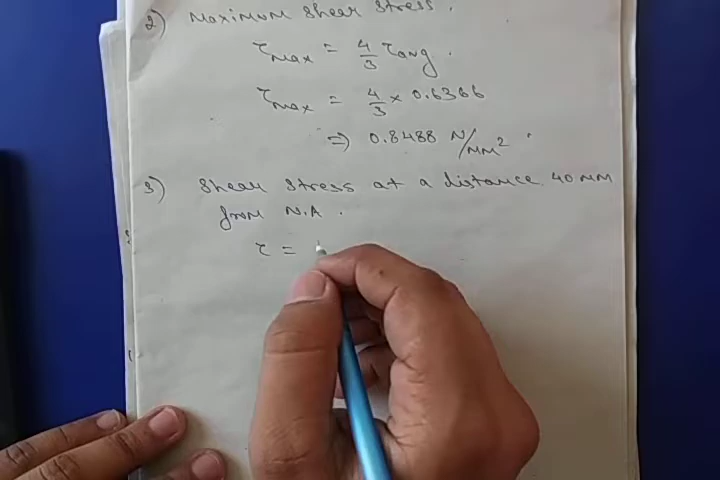 2) Maximum Shear Stress.
τmax = 4/3 τavg.
τmax = 4/3 × 0.6366
⇒ 0.8488 N/mm².
3) Shear stress at a distance 40 mm
from N.A.
τ =